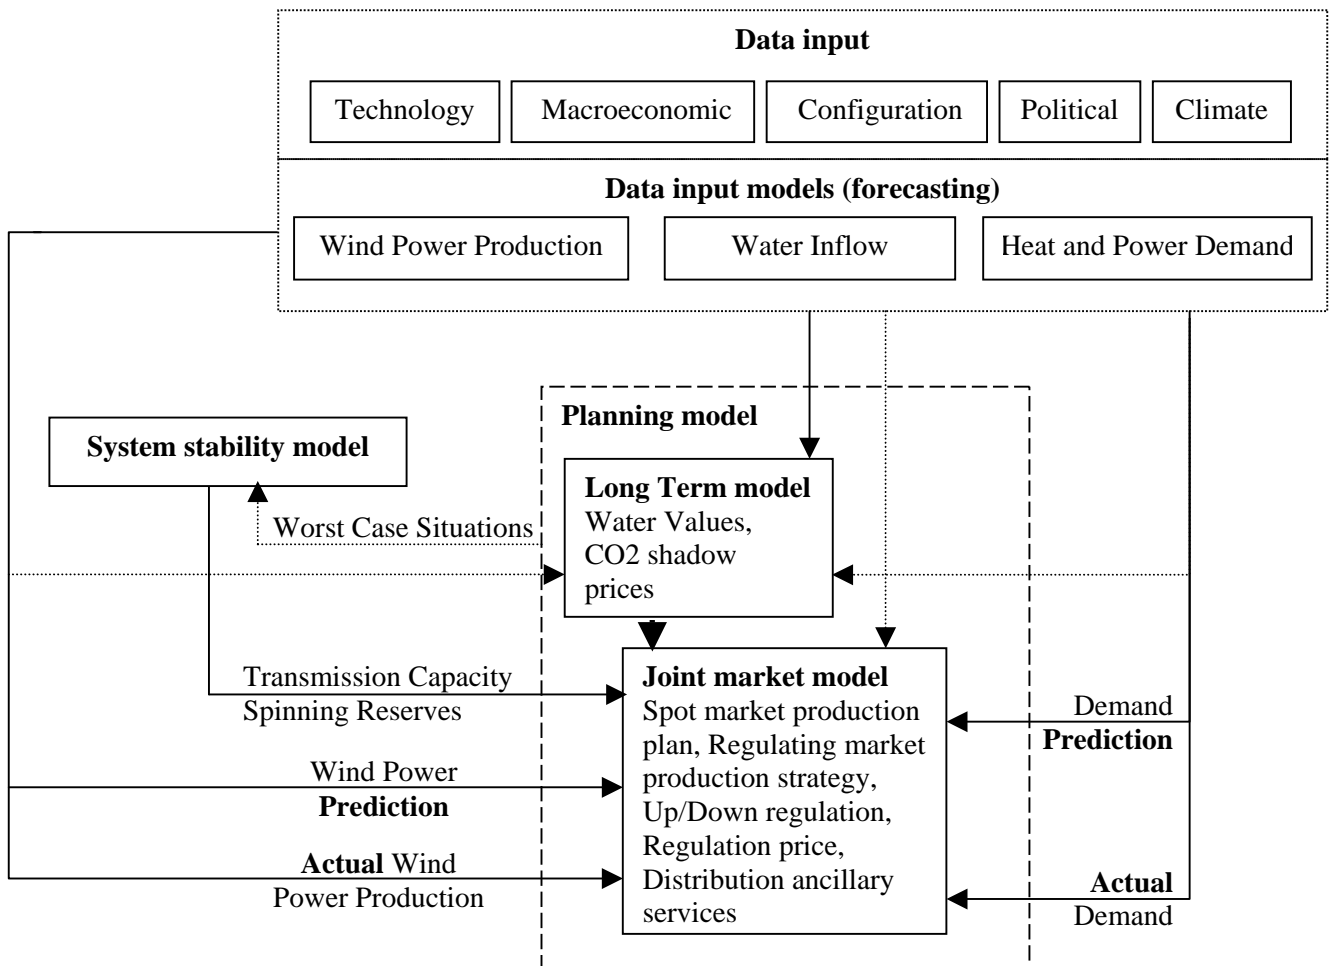 Data input
Technology
Macroeconomic
Configuration
Political
Climate
Data input models (forecasting)
Wind Power Production
Water Inflow
Heat and Power Demand
Planning model
System stability model
Long Term model
Water Values,
CO2 shadow
prices
Worst Case Situations
Joint market model
Spot market production
plan, Regulating market
production strategy,
Up/Down regulation,
Regulation price,
Distribution ancillary
services
Transmission Capacity
Spinning Reserves
Wind Power
Prediction
Actual Wind
Power Production
Demand
Prediction
Actual
Demand